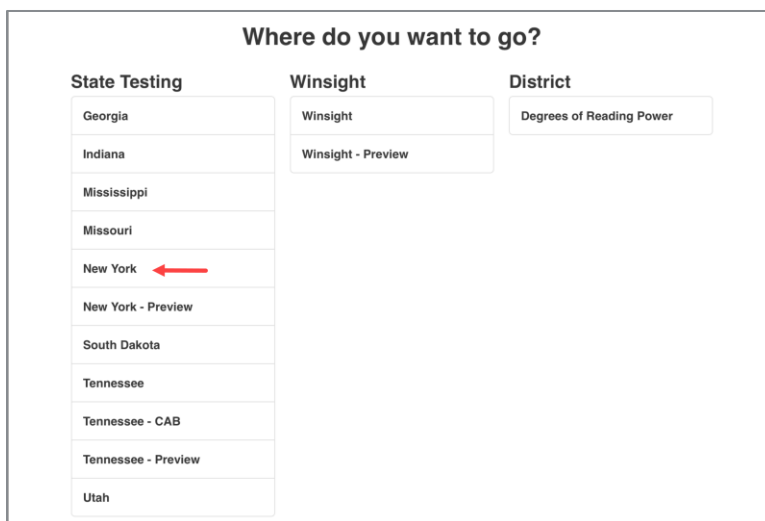 Where do you want to go?
State Testing
Georgia
Indiana
Mississippi
Missouri
New York
New York - Preview
South Dakota
Tennessee
Tennessee - CAB
Tennessee - Preview
Utah
Winsight
Winsight
Winsight - Preview
District
Degrees of Reading Power